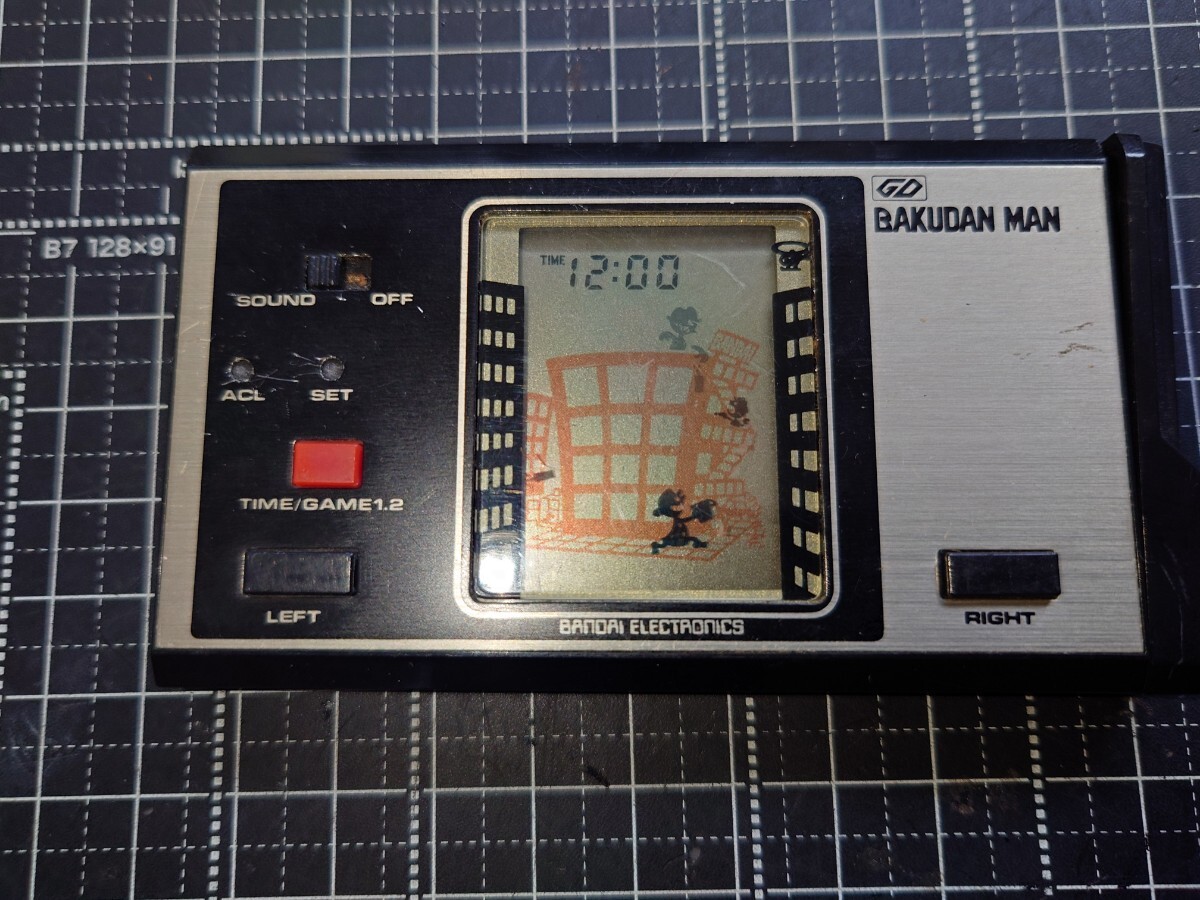 GD
BAKUDAN MAN
B7 128×91
TIME 12:00
SOUND OFF
ACL SET
BANDAI
TIME/GAME1.2
LEFT
RIGHT
BANDAI ELECTRONICS